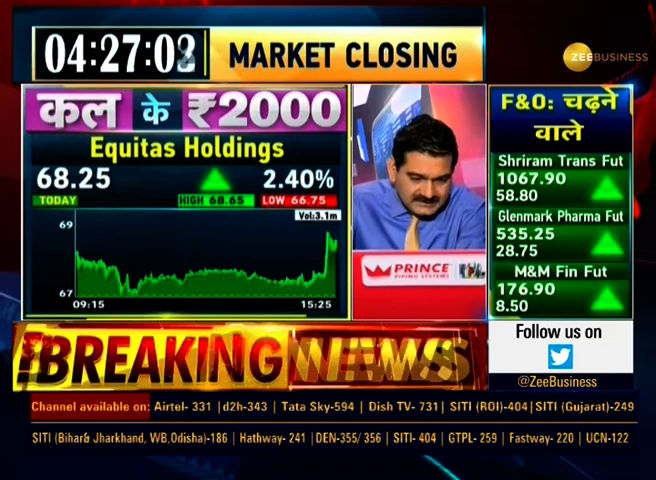 04:27:02
MARKET CLOSING
ZEEBUSINESS
कल के ₹2000
Equitas Holdings
68.25
2.40%
TODAY
HIGH 68.65
LOW 66.75
Vol:3.1m
69
67
09:15
15:25
PRINCE
PIPING SYSTEMS
F&O: चढ़ने
वाले
Shriram Trans Fut
1067.90
58.80
Glenmark Pharma Fut
535.25
28.75
M&M Fin Fut
176.90
8.50
!BREAKING NEWS
Follow us on
@ZeeBusiness
Channel available on: Airtel- 331 | d2h-343 | Tata Sky-594 | Dish TV- 731 | SITI (ROI)-404 | SITI (Gujarat)-249
SITI (Bihar& Jharkhand, WB,Odisha)-186 | Hathway- 241 | DEN-355/ 356 | SITI- 404 | GTPL- 259 | Fastway- 220 | UCN-122